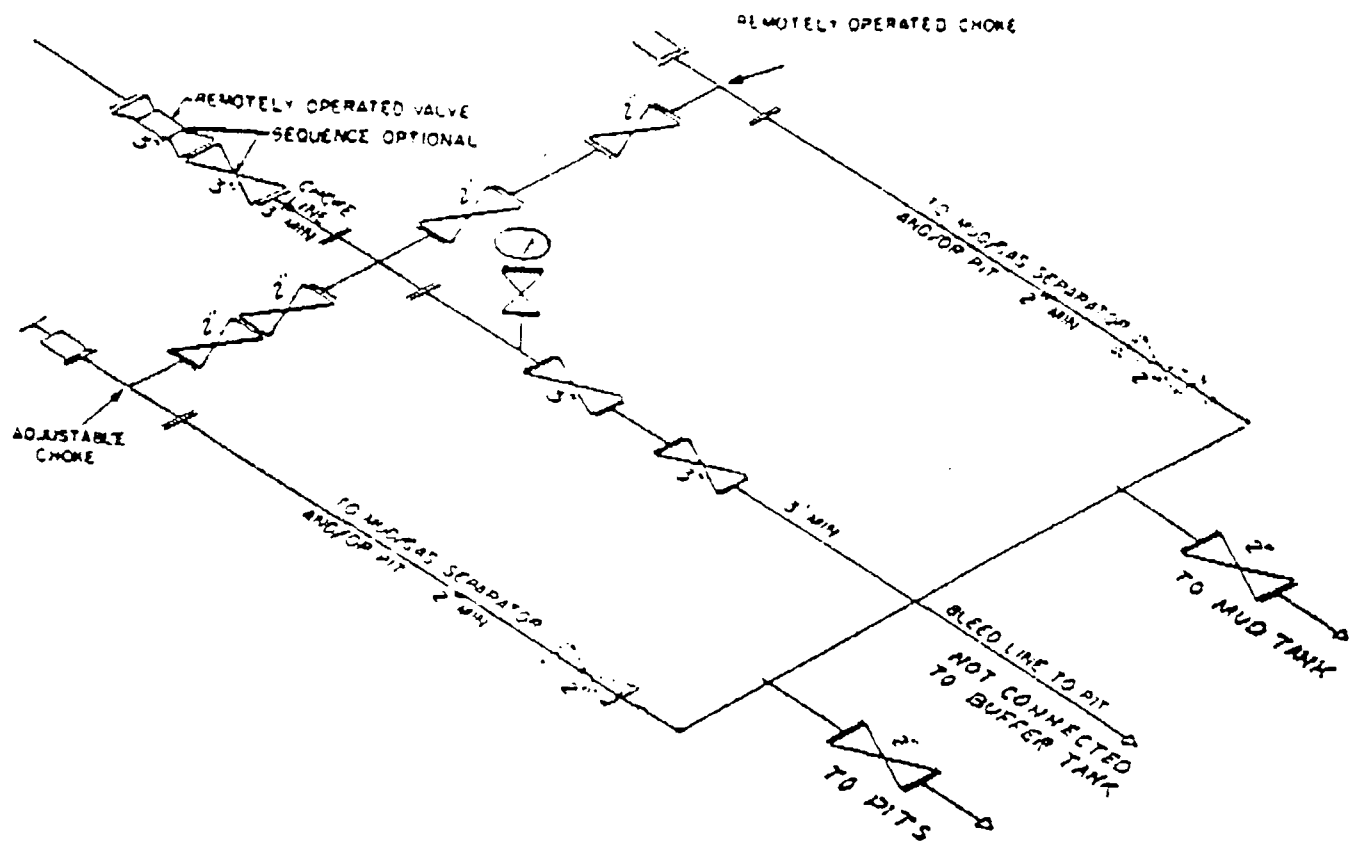 REMOTELY OPERATED CHOKE
REMOTELY OPERATED VALVE
SEQUENCE OPTIONAL
3"
3"
CHOKE
LINE
3" MIN
2"
2"
2"
2"
ADJUSTABLE
CHOKE
TO MUD/GAS SEPARATOR
AND/OR PIT
2" MIN
2"
3"
3"
3" MIN
TO MUD/GAS SEPARATOR
AND/OR PIT
2" MIN
2"
BLEED LINE TO PIT
NOT CONNECTED
TO BUFFER TANK
2"
TO MUD TANK
2"
TO PITS